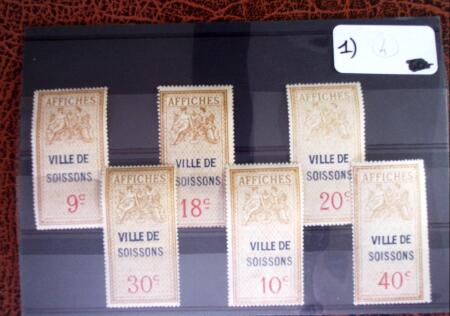 1) 4
AFFICHES
VILLE DE
SOISSONS
9c
AFFICHES
VILLE DE
SOISSONS
18c
AFFICHES
VILLE DE
SOISSONS
20c
AFFICHES
VILLE DE
SOISSONS
30c
AFFICHES
VILLE DE
SOISSONS
10c
AFFICHES
VILLE DE
SOISSONS
40c